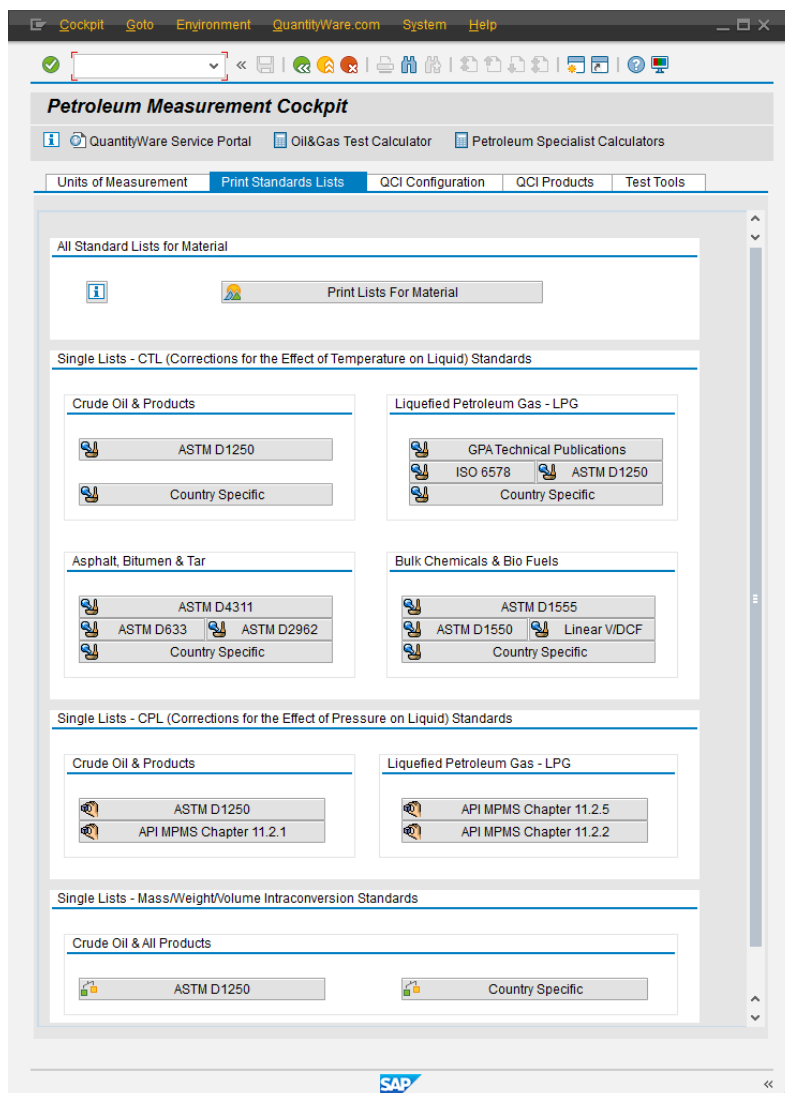 Cockpit Goto Environment QuantityWare.com System Help
Petroleum Measurement Cockpit
QuantityWare Service Portal Oil&Gas Test Calculator Petroleum Specialist Calculators
Units of Measurement Print Standards Lists QCI Configuration QCI Products Test Tools
All Standard Lists for Material
Print Lists For Material
Single Lists - CTL (Corrections for the Effect of Temperature on Liquid) Standards
Crude Oil & Products
ASTM D1250
Country Specific
Liquefied Petroleum Gas - LPG
GPA Technical Publications
ISO 6578 ASTM D1250
Country Specific
Asphalt, Bitumen & Tar
ASTM D4311
ASTM D633 ASTM D2962
Country Specific
Bulk Chemicals & Bio Fuels
ASTM D1555
ASTM D1550 Linear V/DCF
Country Specific
Single Lists - CPL (Corrections for the Effect of Pressure on Liquid) Standards
Crude Oil & Products
ASTM D1250
API MPMS Chapter 11.2.1
Liquefied Petroleum Gas - LPG
API MPMS Chapter 11.2.5
API MPMS Chapter 11.2.2
Single Lists - Mass/Weight/Volume Intraconversion Standards
Crude Oil & All Products
ASTM D1250 Country Specific
SAP